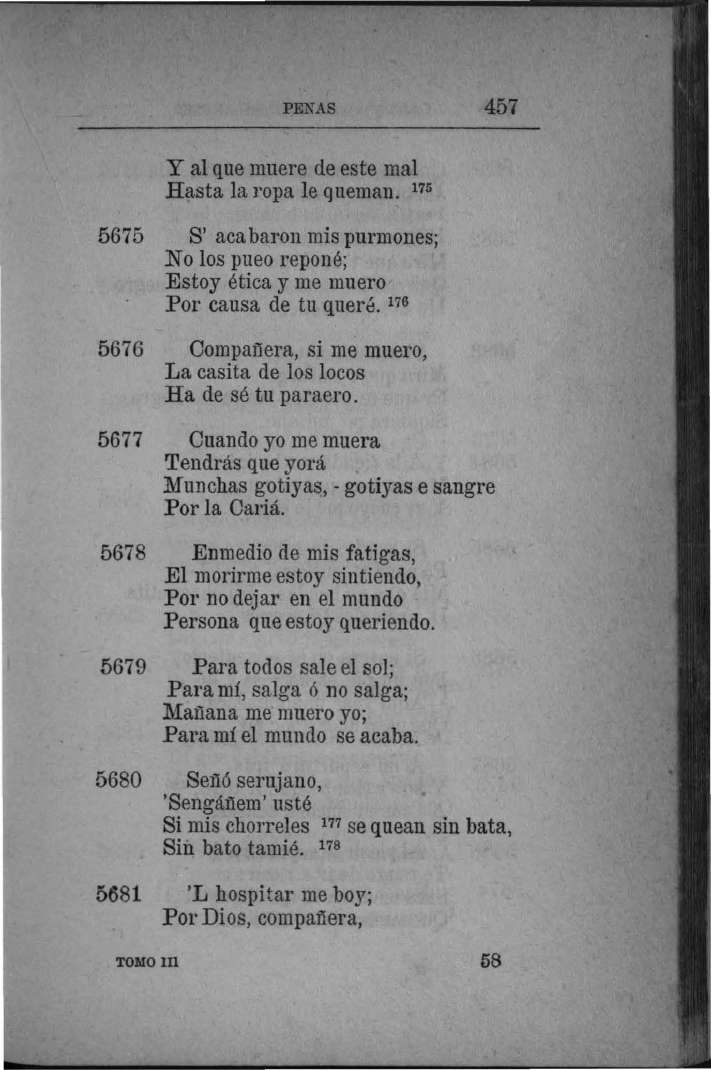 PENAS 457
Y al que muere de este mal
Hasta la ropa le queman. 175
5675 S' acabaron mis purmones;
No los pueo reponé;
Estoy ética y me muero
Por causa de tu queré. 176
5676 Compañera, si me muero,
La casita de los locos
Ha de sé tu paraero.
5677 Cuando yo me muera
Tendrás que yorá
Munchas gotiyas, - gotiyas e sangre
Por la Cariá.
5678 Enmedio de mis fatigas,
El morirme estoy sintiendo,
Por no dejar en el mundo
Persona que estoy queriendo.
5679 Para todos sale el sol;
Para mí, salga ó no salga;
Mañana me muero yo;
Para mí el mundo se acaba.
5680 Señó serujano,
'Sengáñem' usté
Si mis chorreles 177 se quean sin bata,
Sin bato tamié. 178
5681 'L hospitar me boy;
Por Dios, compañera,
TOMO III 58